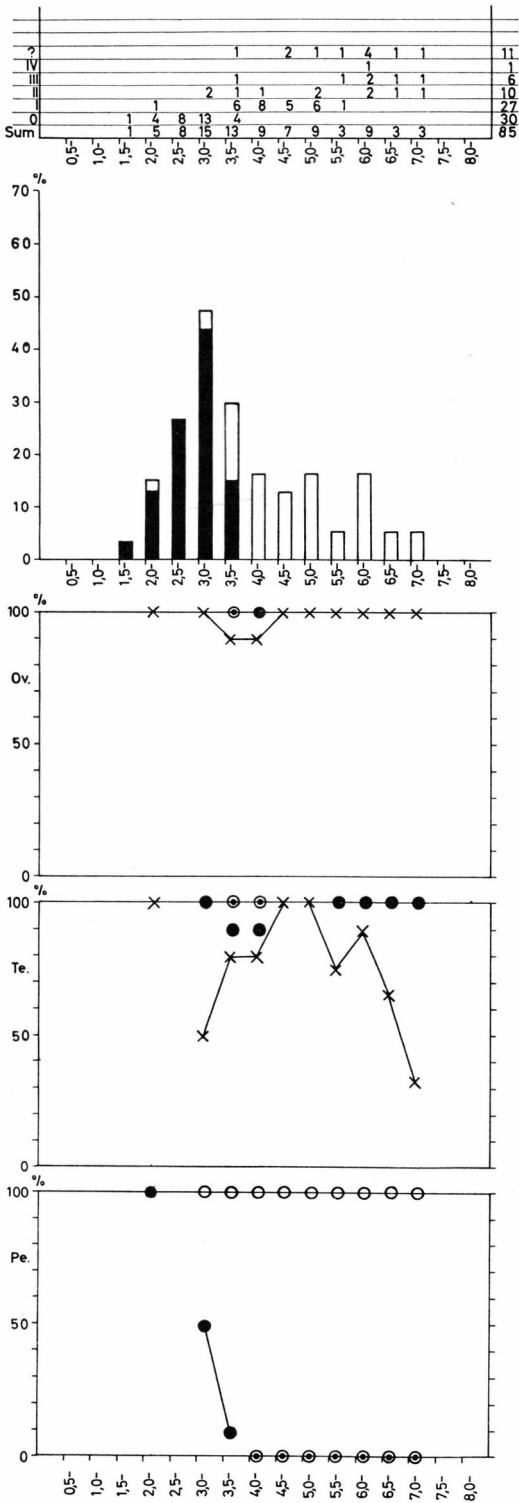 ? 1 2 1 1 4 1 1 11
IV 1 1
III 1 1 2 1 1 6
II 2 1 1 2 2 1 1 10
I 1 6 8 5 6 1 27
0 1 4 8 13 4 30
Sum 1 5 8 15 13 9 7 9 3 9 3 3 85
0,5- 1,0- 1,5- 2,0- 2,5- 3,0- 3,5- 4,0- 4,5- 5,0- 5,5- 6,0- 6,5- 7,0- 8,0-
%
70
60
50
40
30
20
10
0
0,5- 1,0- 1,5- 2,0- 2,5- 3,0- 3,5- 4,0- 4,5- 5,0- 5,5- 6,0- 6,5- 7,0- 8,0-
%
100
Ov.
50
0
%
100
Te.
50
0
%
100
Pe.
50
0
0,5- 1,0- 1,5- 2,0- 2,5- 3,0- 3,5- 4,0- 4,5- 5,0- 5,5- 6,0- 6,5- 7,0- 8,0-